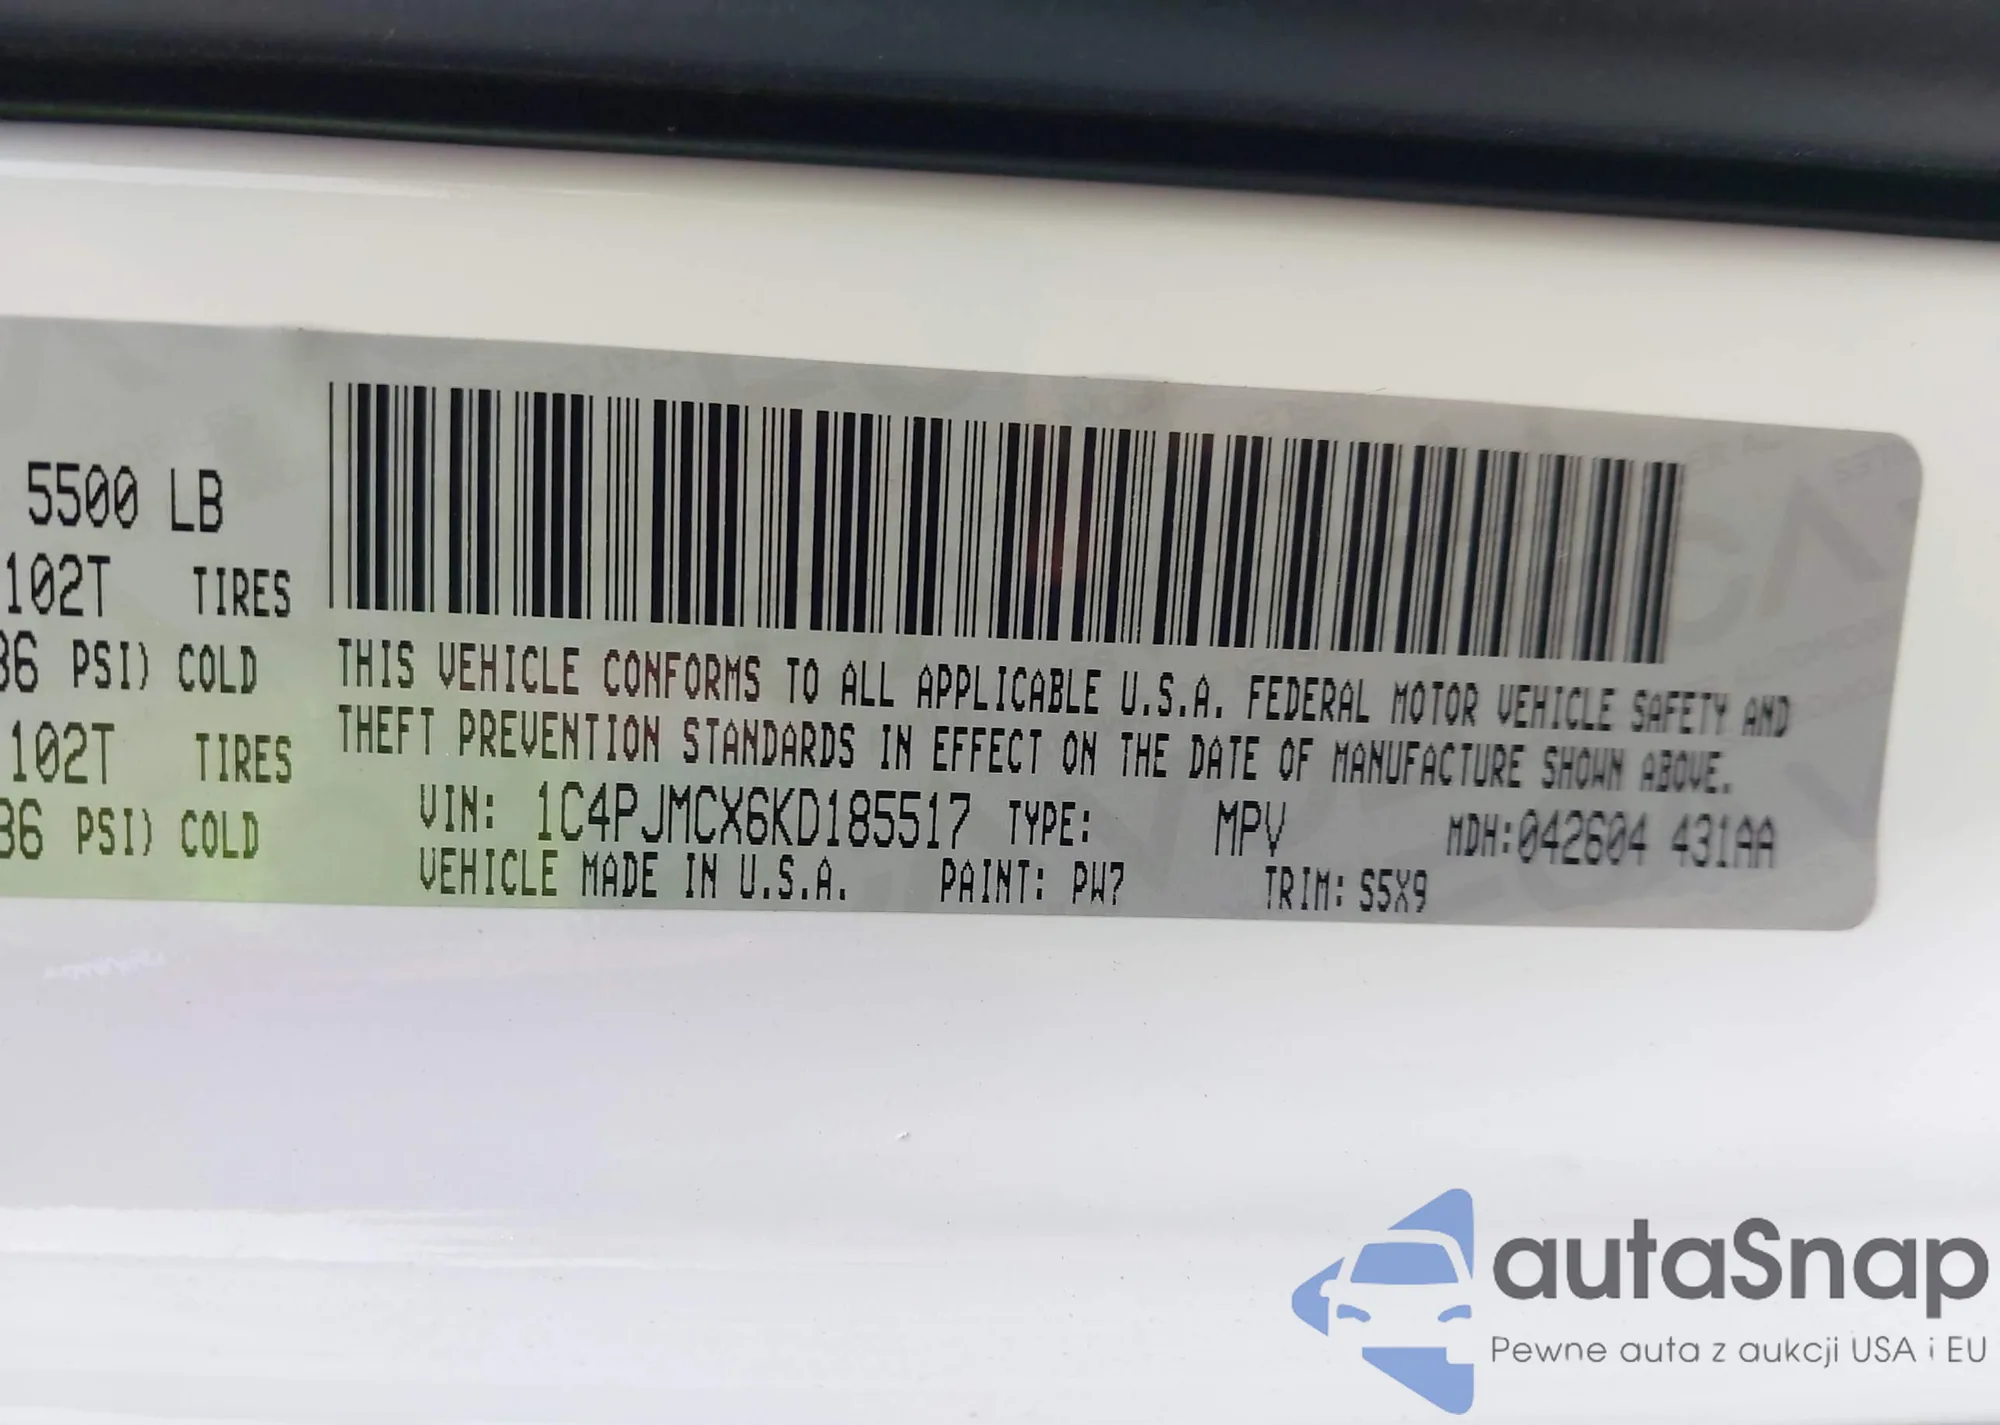 5500 LB
102T TIRES
36 PSI) COLD
102T TIRES
36 PSI) COLD
THIS VEHICLE CONFORMS TO ALL APPLICABLE U.S.A. FEDERAL MOTOR VEHICLE SAFETY AND
THEFT PREVENTION STANDARDS IN EFFECT ON THE DATE OF MANUFACTURE SHOWN ABOVE.
VIN: 1C4PJMCX6KD185517 TYPE: MPV MDH:042604 431AA
VEHICLE MADE IN U.S.A. PAINT: PW7 TRIM: S5X9
autaSnap
Pewne auta z aukcji USA i EU